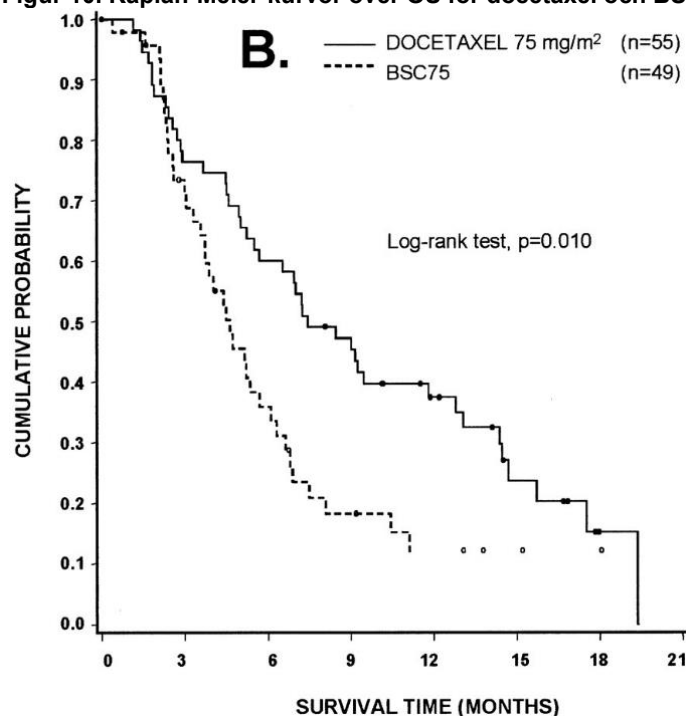 B.
DOCETAXEL 75 mg/m² (n=55)
BSC75 (n=49)
Log-rank test, p=0.010
CUMULATIVE PROBABILITY
1.0
0.9
0.8
0.7
0.6
0.5
0.4
0.3
0.2
0.1
0.0
0 3 6 9 12 15 18 21
SURVIVAL TIME (MONTHS)